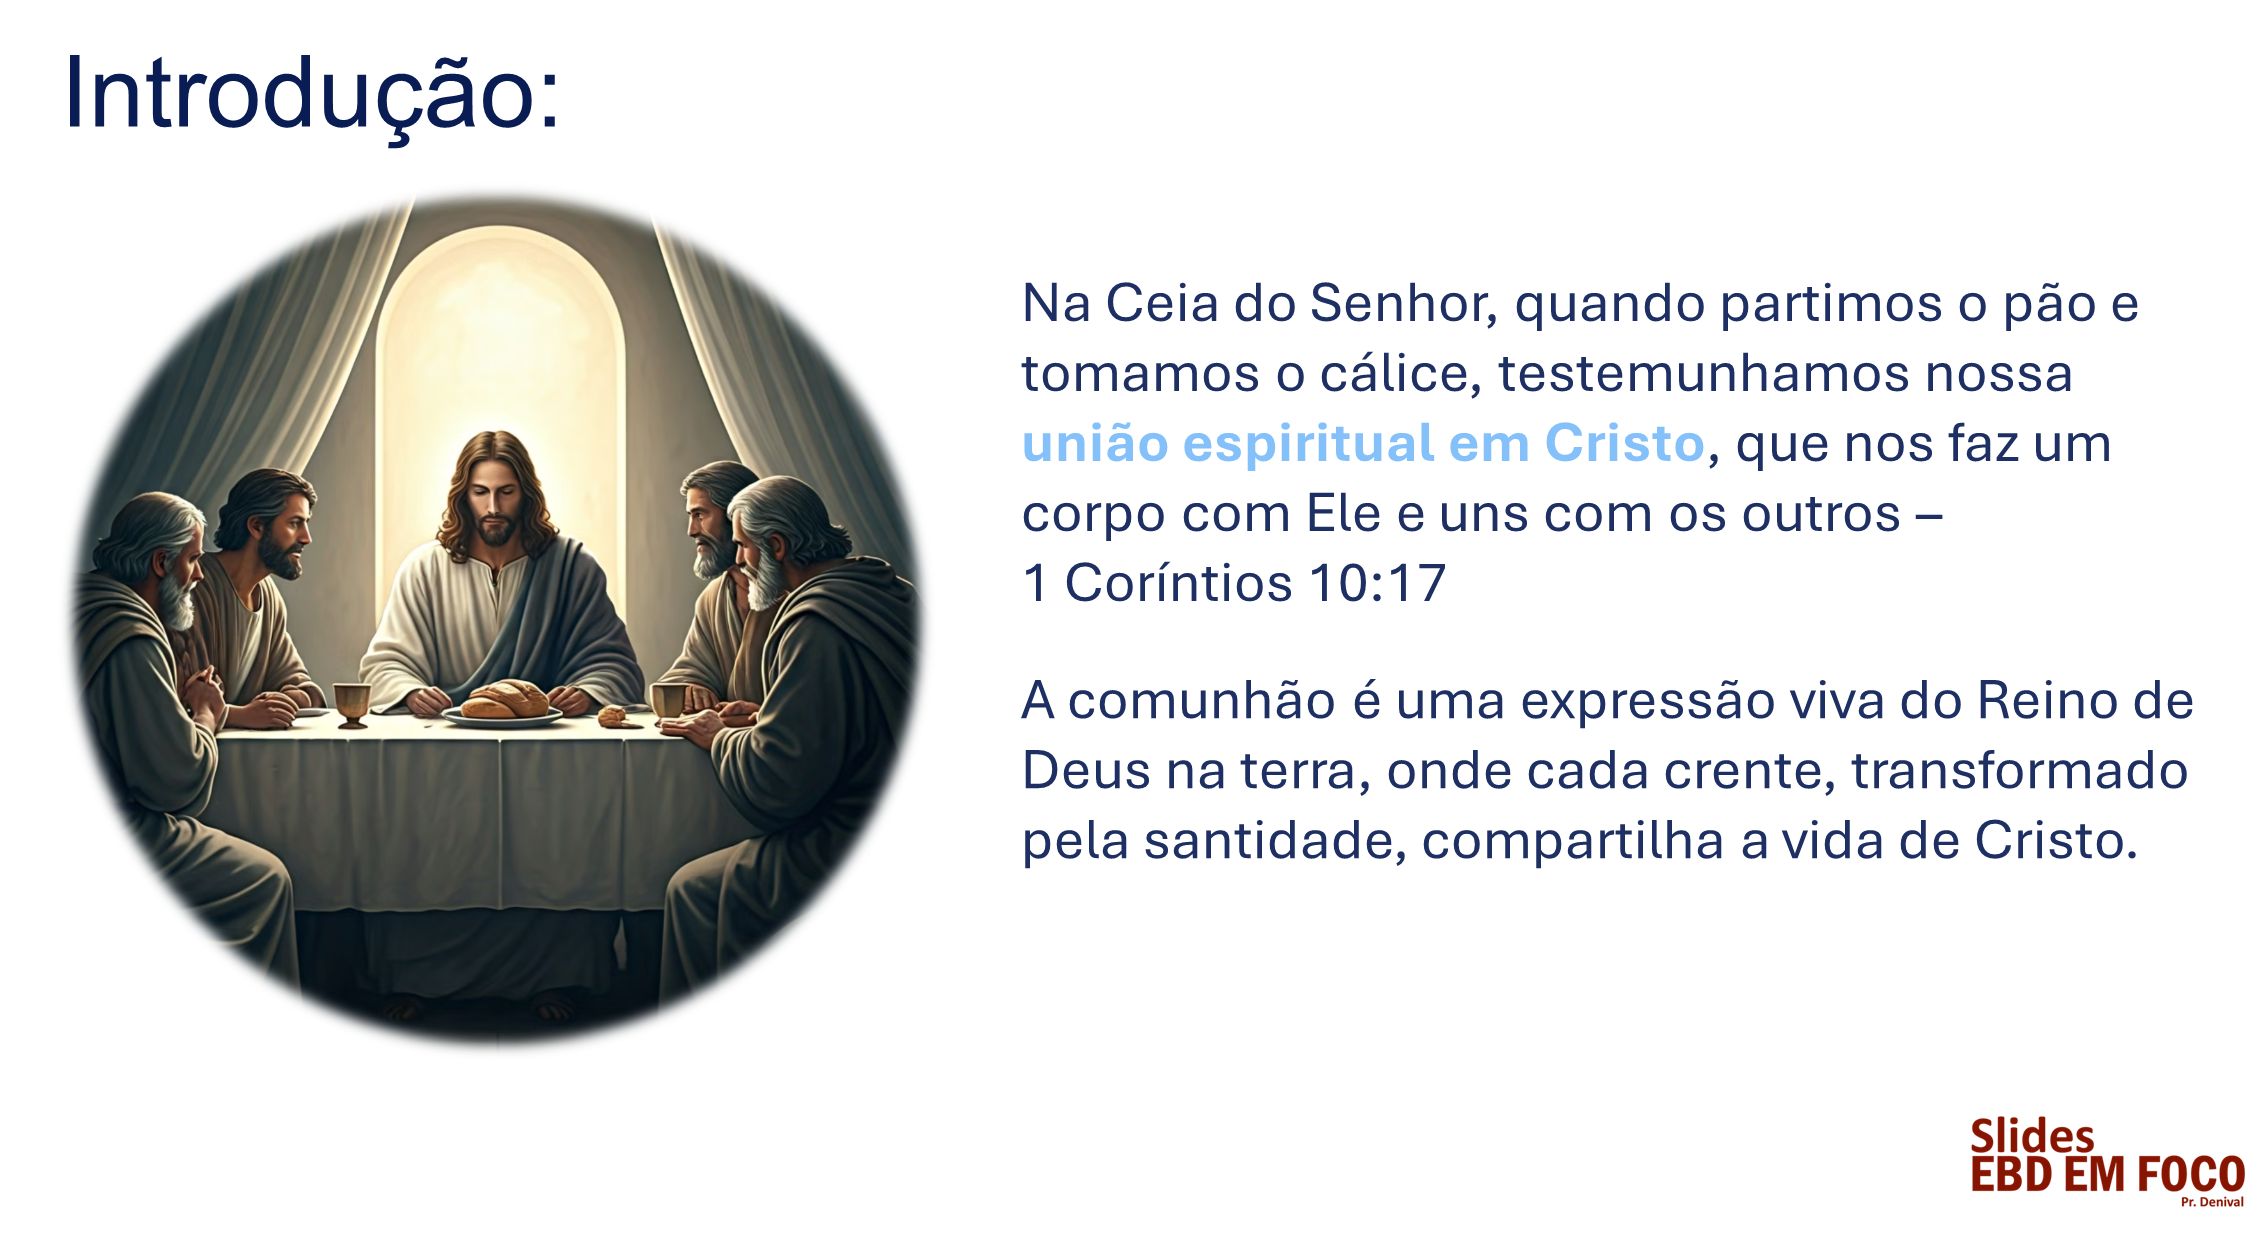 Introdução:
Na Ceia do Senhor, quando partimos o pão e
tomamos o cálice, testemunhamos nossa
união espiritual em Cristo, que nos faz um
corpo com Ele e uns com os outros –
1 Coríntios 10:17
A comunhão é uma expressão viva do Reino de
Deus na terra, onde cada crente, transformado
pela santidade, compartilha a vida de Cristo.
Slides
EBD EM FOCO
Pr. Denival